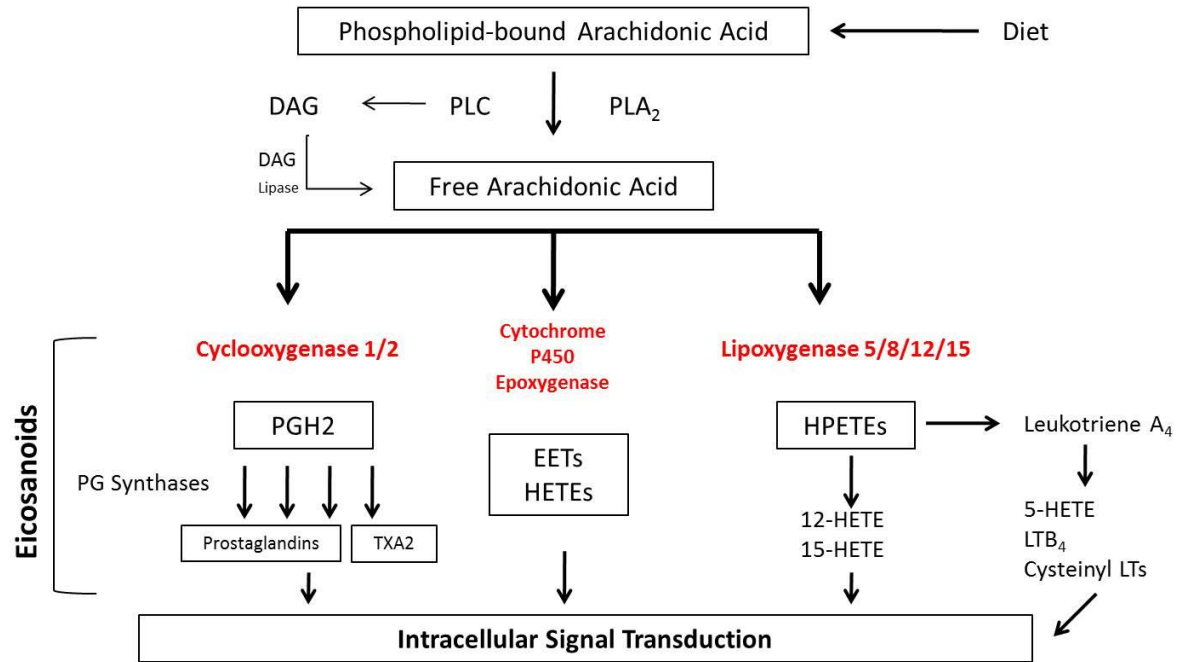 Phospholipid-bound Arachidonic Acid
Diet
DAG
PLC
PLA₂
DAG
Lipase
Free Arachidonic Acid
Cyclooxygenase 1/2
Cytochrome
P450
Epoxygenase
Lipoxygenase 5/8/12/15
Eicosanoids
PGH2
EETs
HETEs
HPETEs
Leukotriene A₄
PG Synthases
Prostaglandins
TXA2
12-HETE
15-HETE
5-HETE
LTB₄
Cysteinyl LTs
Intracellular Signal Transduction